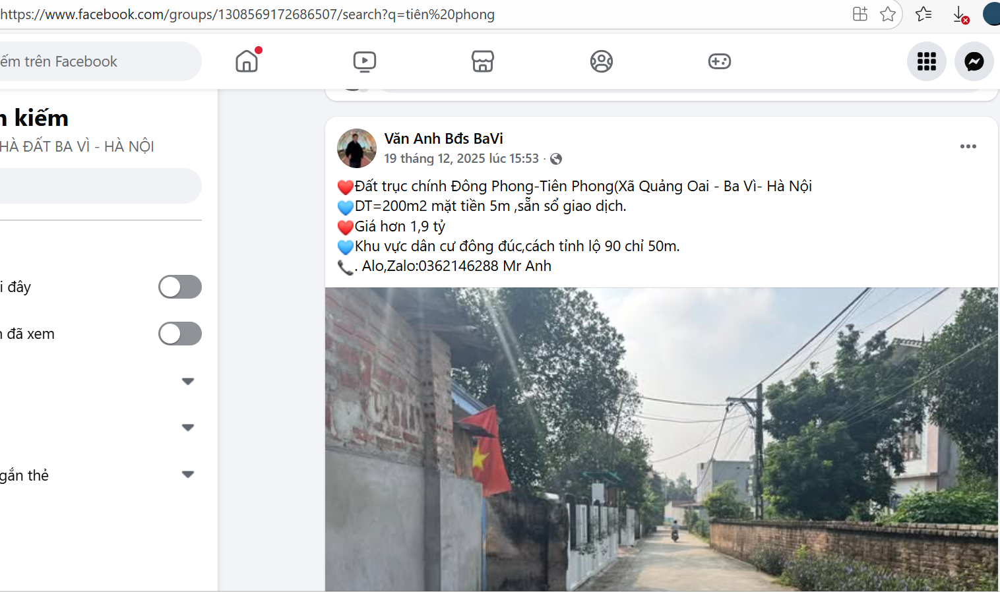 https://www.facebook.com/groups/1308569172686507/search?q=tiên%20phong
ếm trên Facebook
n kiếm
HÀ ĐẤT BA VÌ - HÀ NỘI
i đây
n đã xem
gắn thẻ
Văn Anh Bđs BaVi
19 tháng 12, 2025 lúc 15:53 ·
❤️Đất trục chính Đông Phong-Tiên Phong(Xã Quảng Oai - Ba Vì- Hà Nội
💙DT=200m2 mặt tiền 5m ,sẵn sổ giao dịch.
❤️Giá hơn 1,9 tỷ
💙Khu vực dân cư đông đúc,cách tỉnh lộ 90 chỉ 50m.
📞. Alo,Zalo:0362146288 Mr Anh